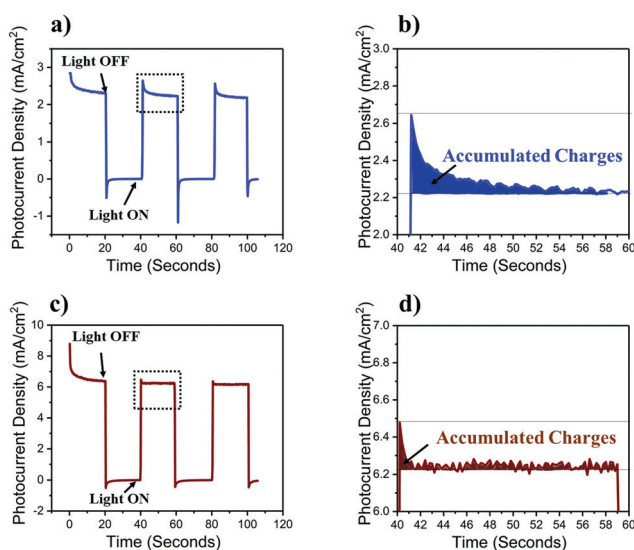 a)
Photocurrent Density (mA/cm²)
3
2
1
0
-1
Light OFF
Light ON
0 20 40 60 80 100 120
Time (Seconds)
b)
Photocurrent Density (mA/cm²)
3.0
2.8
2.6
2.4
2.2
2.0
Accumulated Charges
40 42 44 46 48 50 52 54 56 58 60
Time (Seconds)
c)
Photocurrent Density (mA/cm²)
10
8
6
4
2
0
-2
Light OFF
Light ON
0 20 40 60 80 100 120
Time (Seconds)
d)
Photocurrent Density (mA/cm²)
7.0
6.8
6.6
6.4
6.2
6.0
Accumulated Charges
40 42 44 46 48 50 52 54 56 58 60
Time (Seconds)